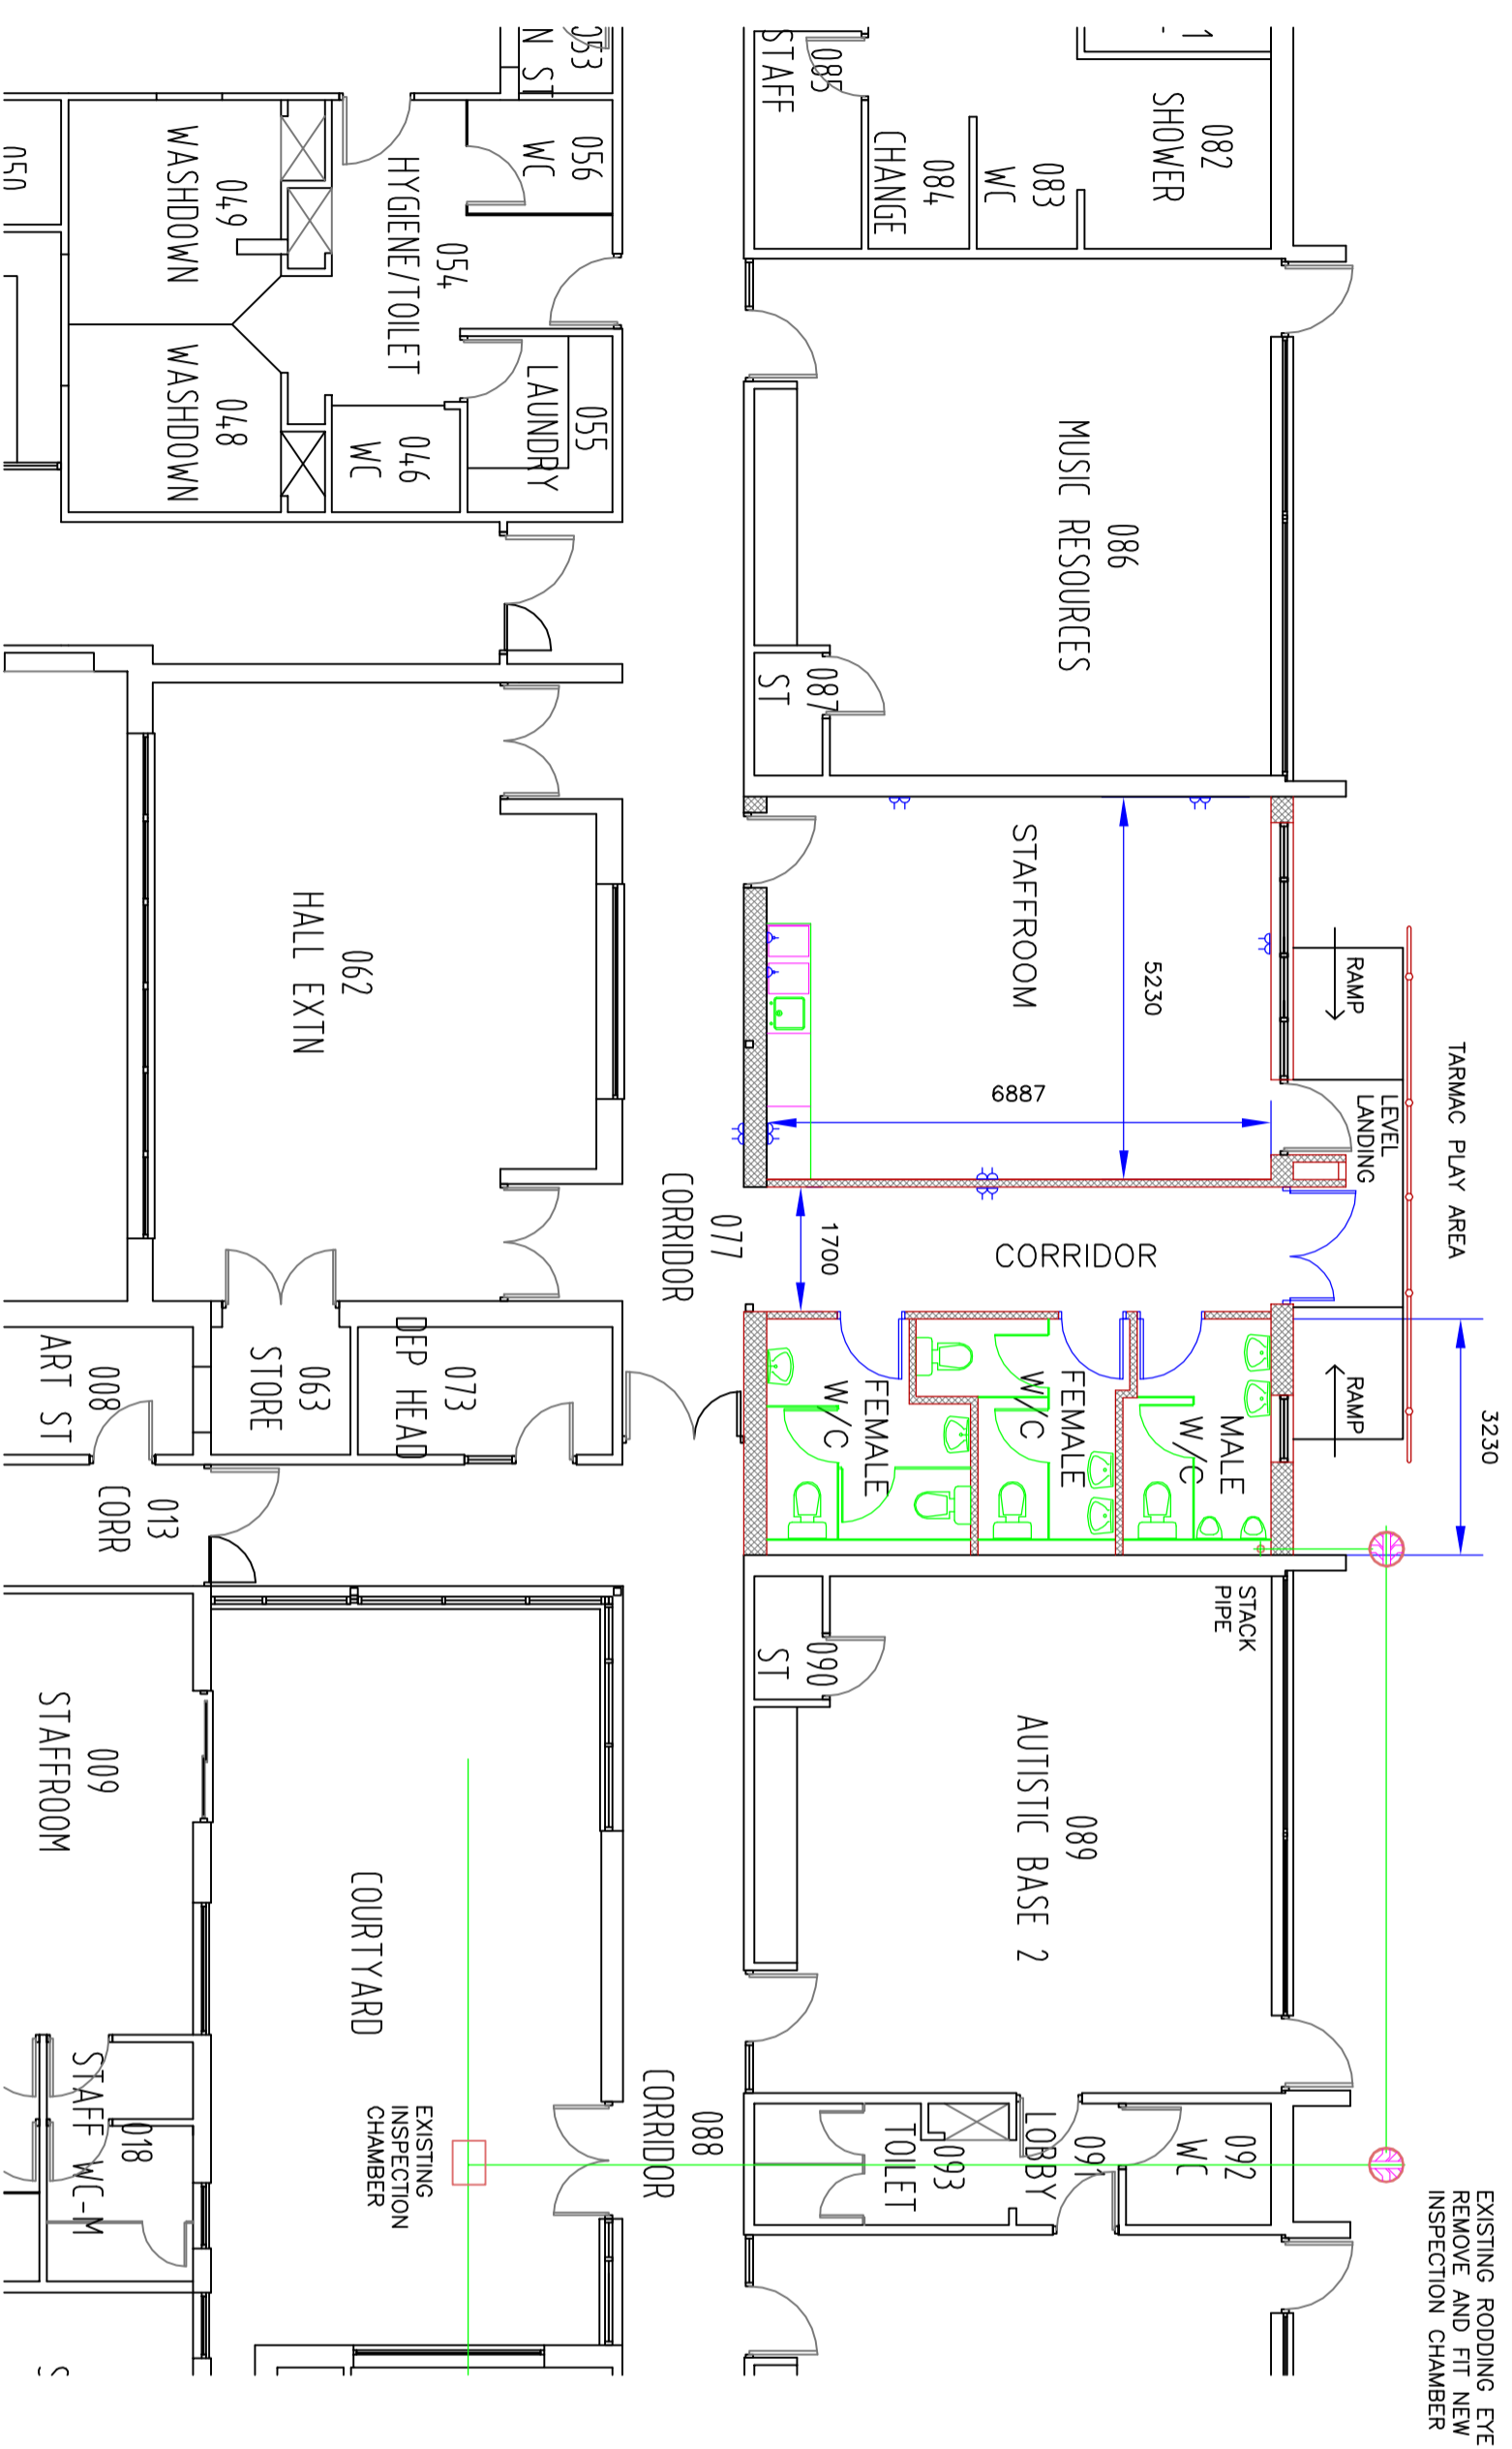 TARMAC PLAY AREA
3230
EXISTING RODDING EYE
REMOVE AND FIT NEW
INSPECTION CHAMBER
RAMP
LEVEL
LANDING
RAMP
STACK
PIPE
1
082
SHOWER
083
WC
084
CHANGE
085
STAFF
086
MUSIC RESOURCES
087
ST
STAFFROOM
5230
6887
CORRIDOR
1700
MALE
W/C
FEMALE
W/C
FEMALE
W/C
089
AUTISTIC BASE 2
090
ST
092
WC
091
LOBBY
093
TOILET
077
CORRIDOR
088
CORRIDOR
053
N ST
056
WC
055
LAUNDRY
054
HYGIENE/TOILET
046
WC
049
WASHDOWN
048
WASHDOWN
050
062
HALL EXTN
073
DEP HEAD
063
STORE
008
ART ST
013
CORR
COURTYARD
EXISTING
INSPECTION
CHAMBER
009
STAFFROOM
018
STAFF WC-M